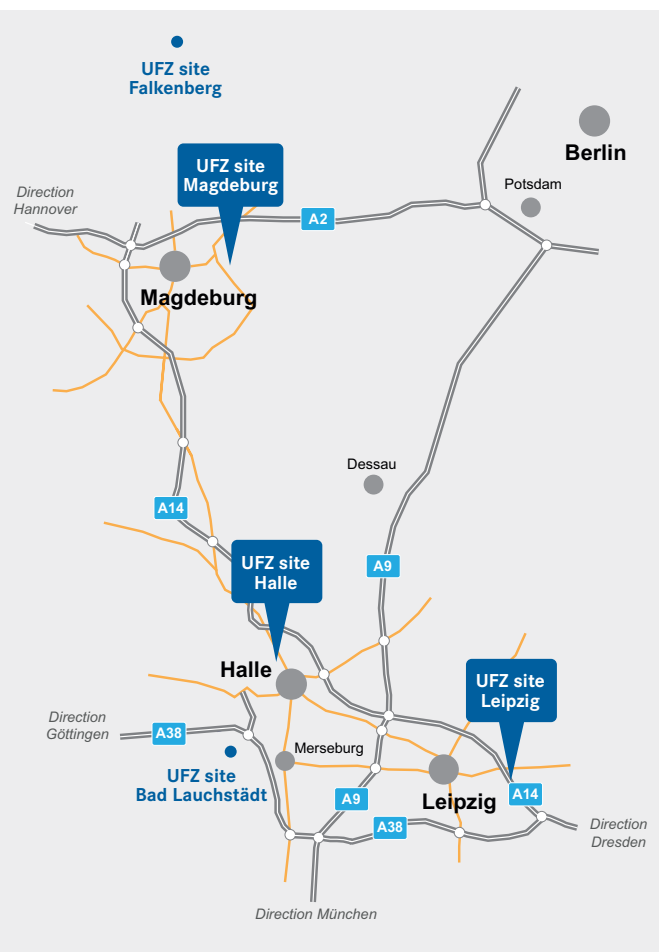 UFZ site
Falkenberg
Berlin
UFZ site
Magdeburg
Potsdam
Direction
Hannover
A2
Magdeburg
Dessau
A14
UFZ site
Halle
A9
Halle
UFZ site
Leipzig
Direction
Göttingen
A38
Merseburg
UFZ site
Bad Lauchstädt
A9
Leipzig
A14
A38
Direction
Dresden
Direction München